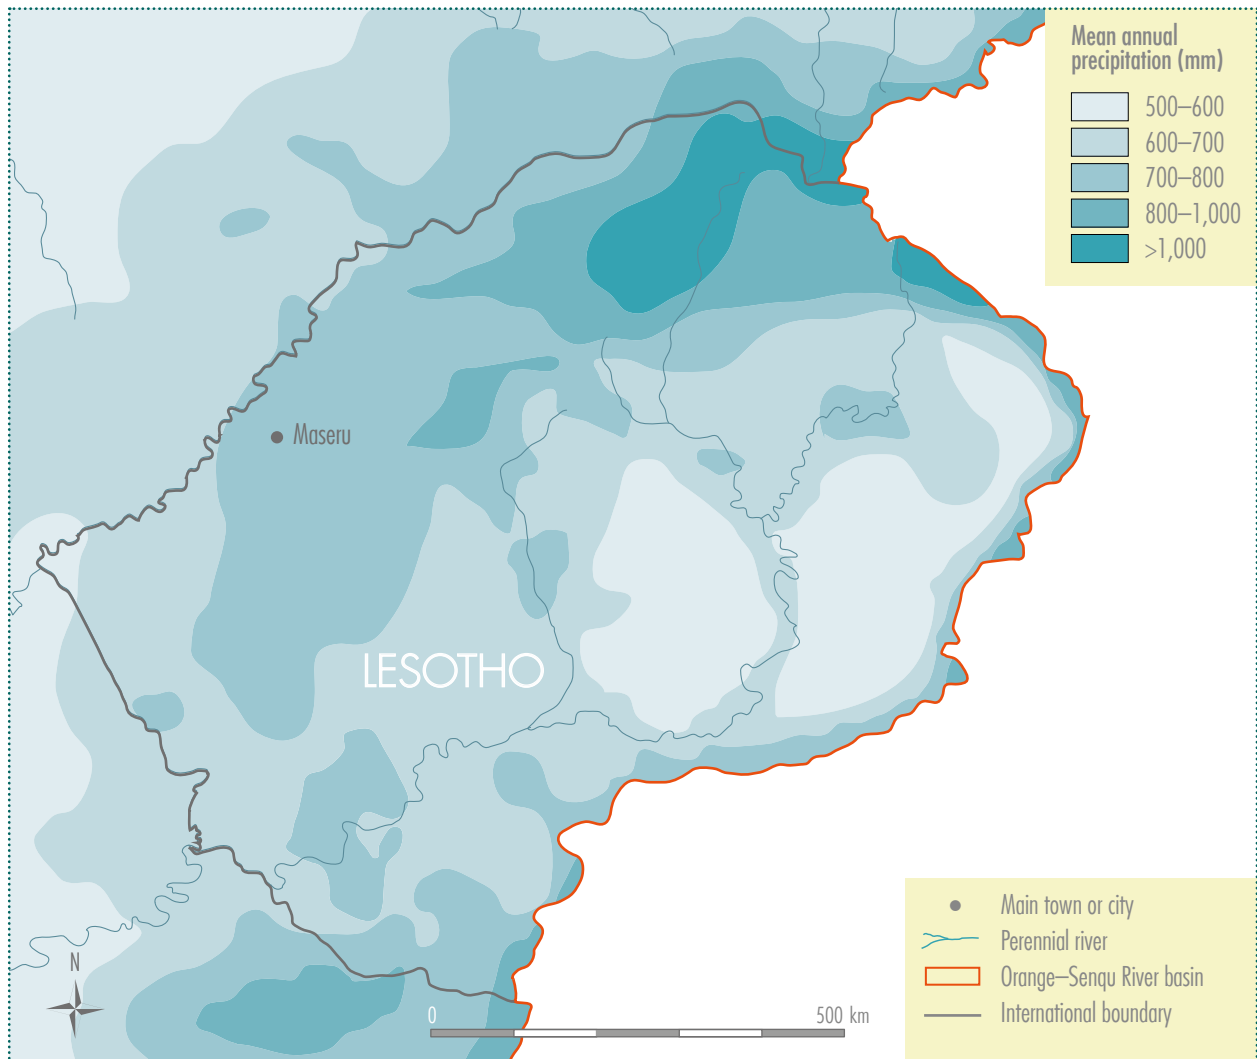 Mean annual
precipitation (mm)
500–600
600–700
700–800
800–1,000
>1,000
Maseru
LESOTHO
Main town or city
Perennial river
Orange–Senqu River basin
International boundary
N
0
500 km